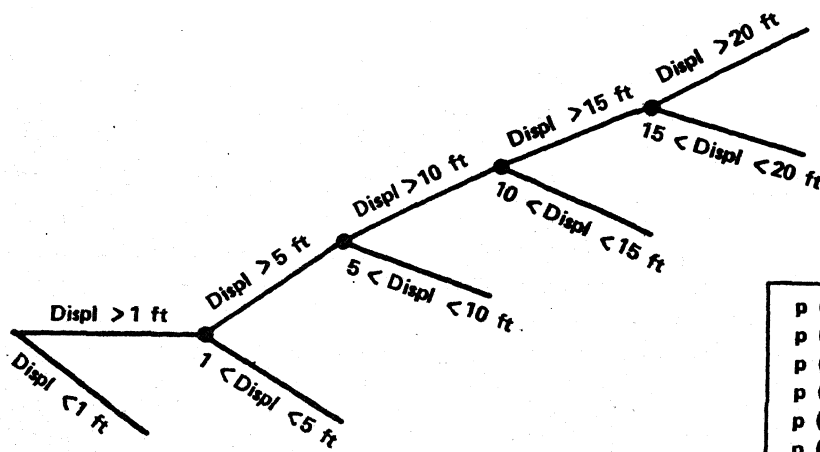 Displ >20 ft
Displ >15 ft
15 < Displ <20 ft
Displ >10 ft
10 < Displ <15 ft
Displ >5 ft
5 < Displ <10 ft
Displ >1 ft
1 < Displ <5 ft
Displ <1 ft
p (
p (
p (
p (
p (
p (